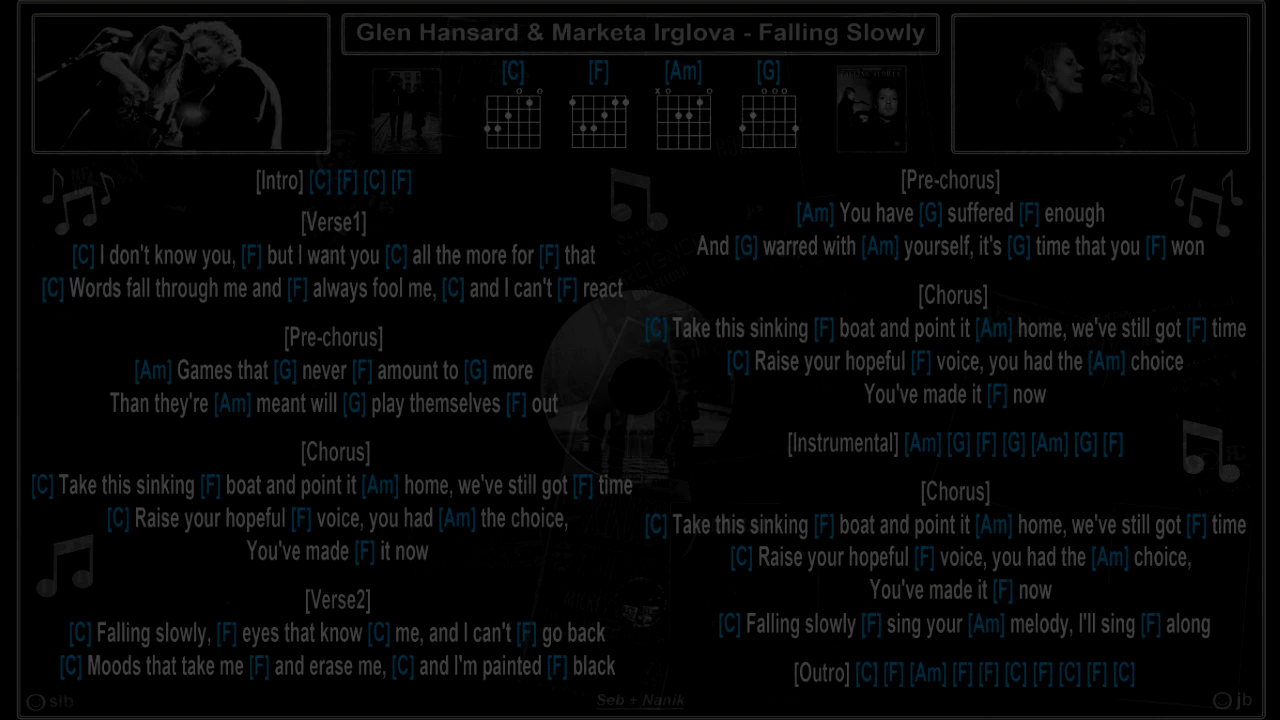 Glen Hansard & Marketa Irglova - Falling Slowly
[C] [F] [Am] [G]
[Intro] [C] [F] [C] [F]
[Verse1]
[C] I don't know you, [F] but I want you [C] all the more for [F] that
[C] Words fall through me and [F] always fool me, [C] and I can't [F] react
[Pre-chorus]
[Am] Games that [G] never [F] amount to [G] more
Than they're [Am] meant will [G] play themselves [F] out
[Chorus]
[C] Take this sinking [F] boat and point it [Am] home, we've still got [F] time
[C] Raise your hopeful [F] voice, you had [Am] the choice,
You've made [F] it now
[Verse2]
[C] Falling slowly, [F] eyes that know [C] me, and I can't [F] go back
[C] Moods that take me [F] and erase me, [C] and I'm painted [F] black
[Pre-chorus]
[Am] You have [G] suffered [F] enough
And [G] warred with [Am] yourself, it's [G] time that you [F] won
[Chorus]
[C] Take this sinking [F] boat and point it [Am] home, we've still got [F] time
[C] Raise your hopeful [F] voice, you had the [Am] choice
You've made it [F] now
[Instrumental] [Am] [G] [F] [G] [Am] [G] [F]
[Chorus]
[C] Take this sinking [F] boat and point it [Am] home, we've still got [F] time
[C] Raise your hopeful [F] voice, you had the [Am] choice,
You've made it [F] now
[C] Falling slowly [F] sing your [Am] melody, I'll sing [F] along
[Outro] [C] [F] [Am] [F] [F] [C] [F] [C] [F] [C]
slb
Seb + Nanik
jb